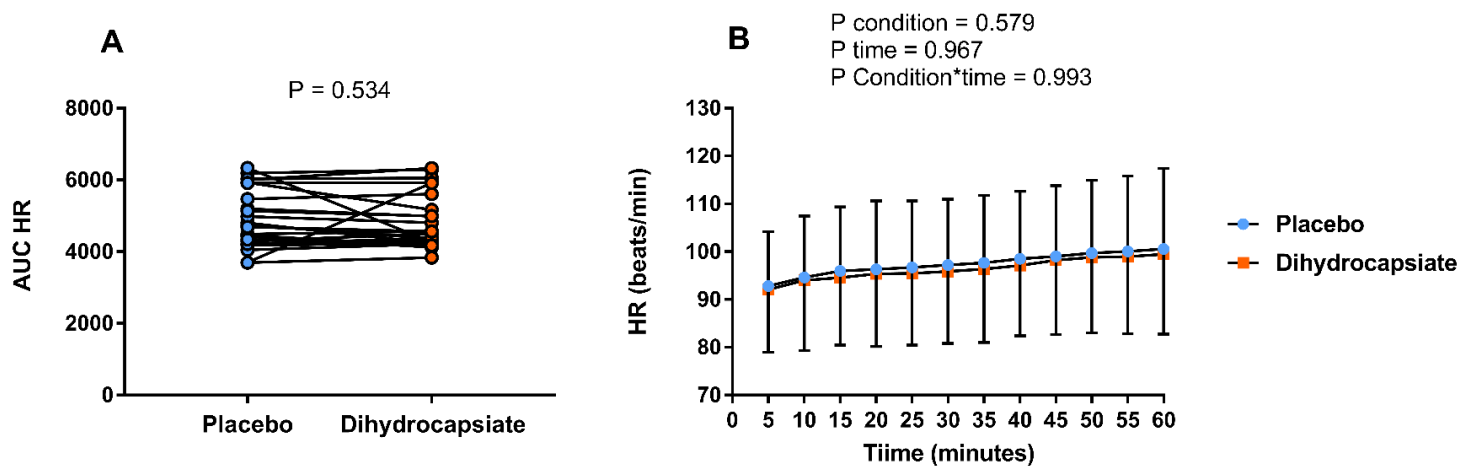 A
P = 0.534
8000
6000
4000
2000
0
AUC HR
Placebo
Dihydrocapsiate
B
P condition = 0.579
P time = 0.967
P Condition*time = 0.993
130
120
110
100
90
80
70
HR (beats/min)
0 5 10 15 20 25 30 35 40 45 50 55 60
Tiime (minutes)
Placebo
Dihydrocapsiate